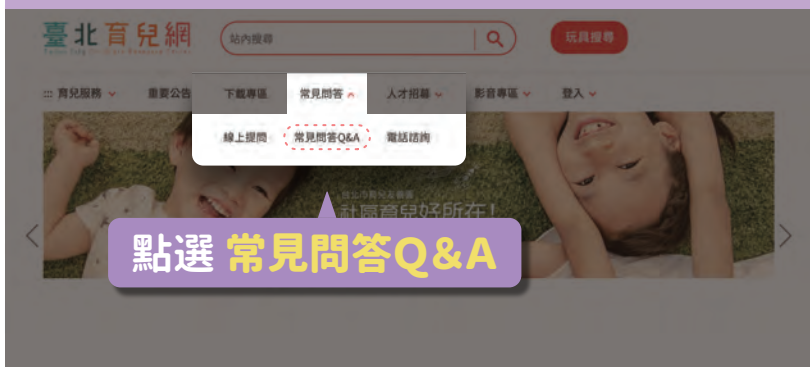 臺北育兒網
站內搜尋
玩具搜尋
::: 育兒服務 重要公告 下載專區 常見問答 人才招募 影音專區 登入
線上提問 常見問答Q&A 電話諮詢
社區育兒好所在!
點選 常見問答Q&A